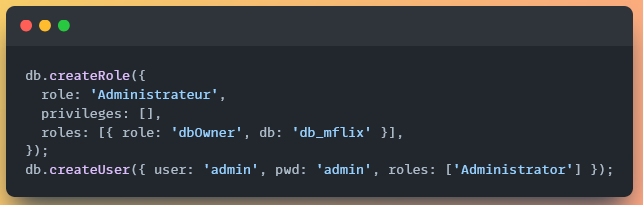 db.createRole({
  role: 'Administrateur',
  privileges: [],
  roles: [{ role: 'dbOwner', db: 'db_mflix' }],
});
db.createUser({ user: 'admin', pwd: 'admin', roles: ['Administrator'] });